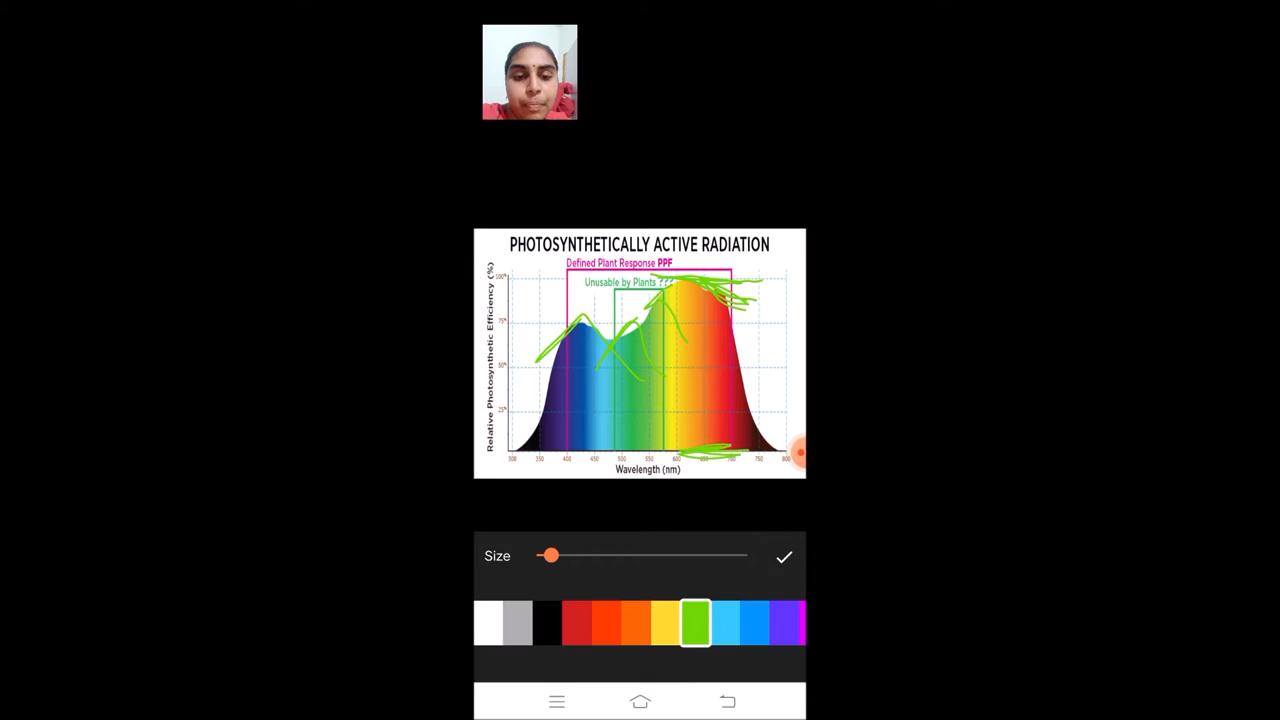 PHOTOSYNTHETICALLY ACTIVE RADIATION
Defined Plant Response PPF
Unusable by Plants ???
Relative Photosynthetic Efficiency (%)
100%
75%
50%
25%
300 350 400 450 500 550 600 650 700 750 800
Wavelength (nm)
Size